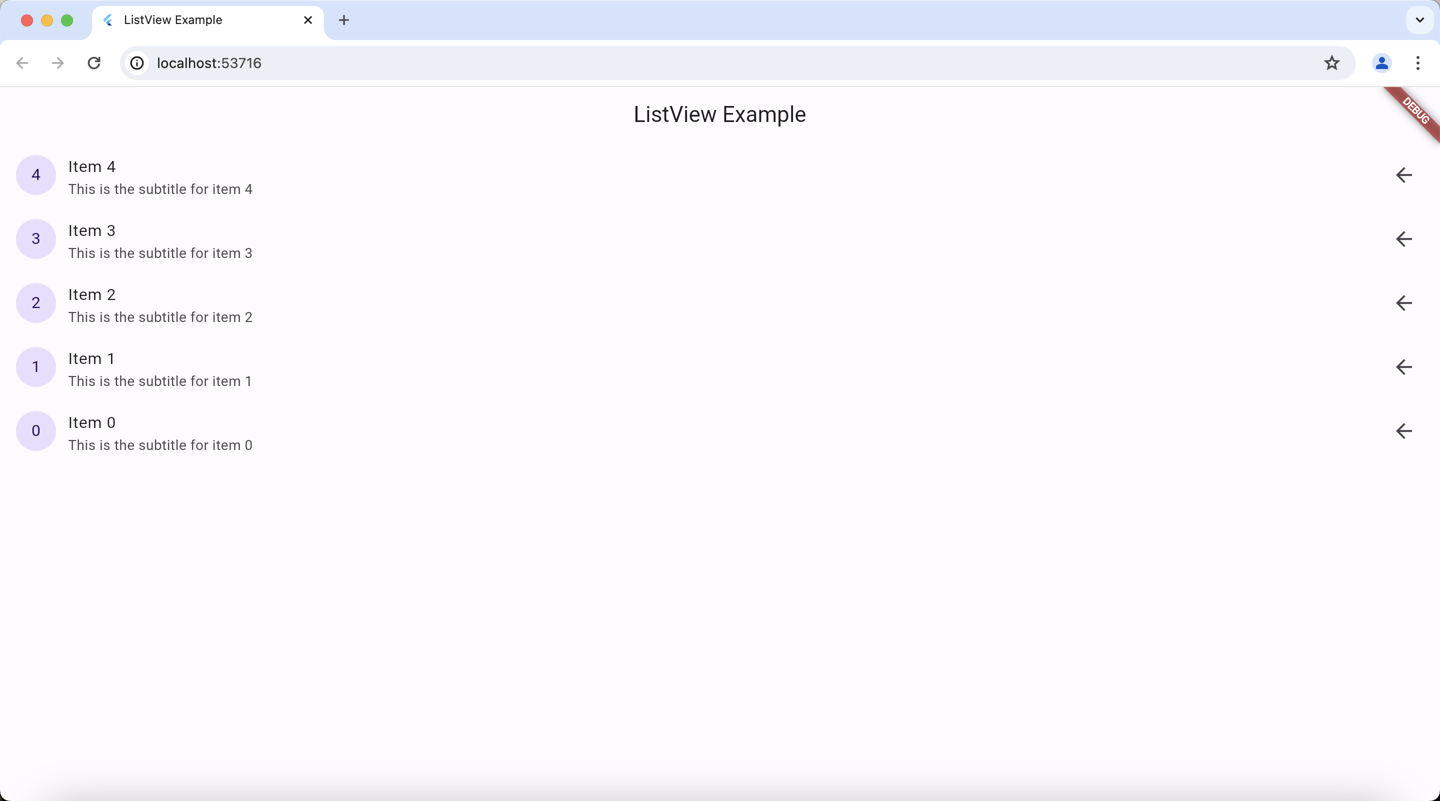 ListView Example
localhost:53716
ListView Example
DEBUG
4
Item 4
This is the subtitle for item 4
3
Item 3
This is the subtitle for item 3
2
Item 2
This is the subtitle for item 2
1
Item 1
This is the subtitle for item 1
0
Item 0
This is the subtitle for item 0